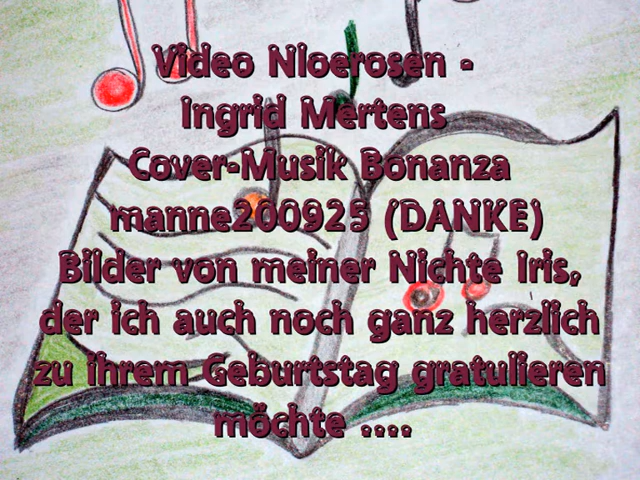 Video Nloerosen -
Ingrid Mertens
Cover-Musik Bonanza
manne200925 (DANKE)
Bilder von meiner Nichte Iris,
der ich auch noch ganz herzlich
zu ihrem Geburtstag gratulieren
möchte ....